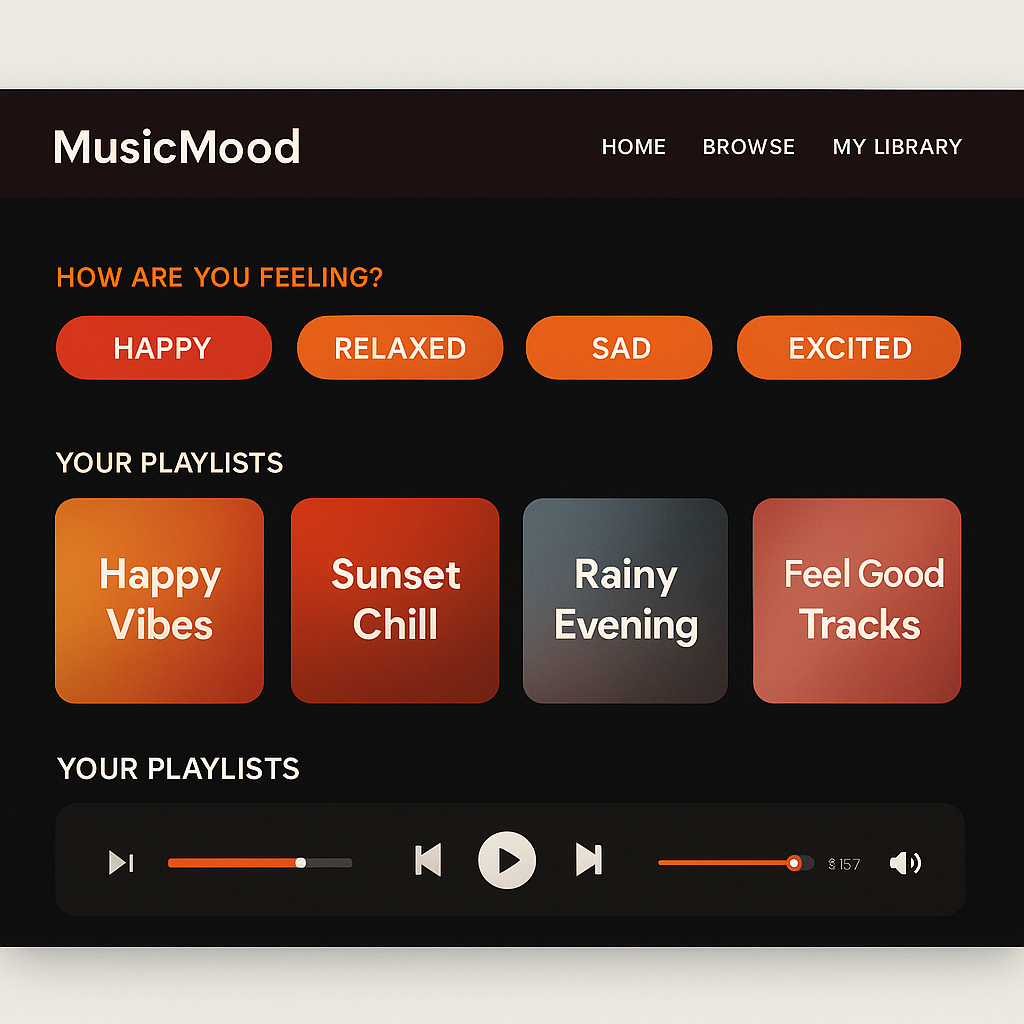 MusicMood
HOME BROWSE MY LIBRARY
HOW ARE YOU FEELING?
HAPPY RELAXED SAD EXCITED
YOUR PLAYLISTS
Happy
Vibes
Sunset
Chill
Rainy
Evening
Feel Good
Tracks
YOUR PLAYLISTS